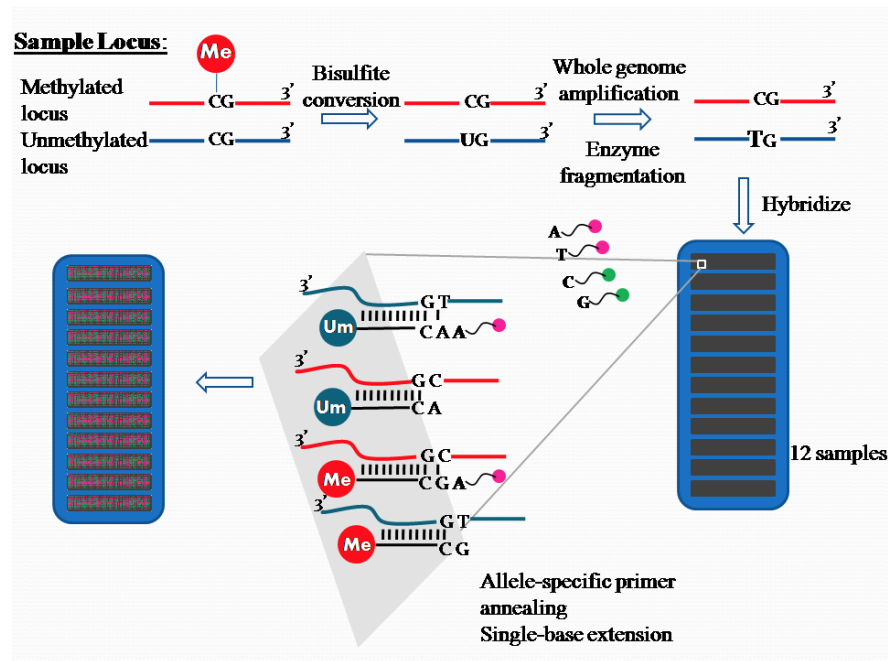 Sample Locus:
Me
Methylated
locus
CG
3’
Unmethylated
locus
CG
3’
Bisulfite
conversion
CG
3’
UG
3’
Whole genome
amplification
Enzyme
fragmentation
CG
3’
TG
3’
Hybridize
A
T
C
G
3’
GT
Um
CAA
3’
GC
Um
CA
3’
GC
Me
CGA
3’
GT
Me
CG
12 samples
Allele-specific primer
annealing
Single-base extension